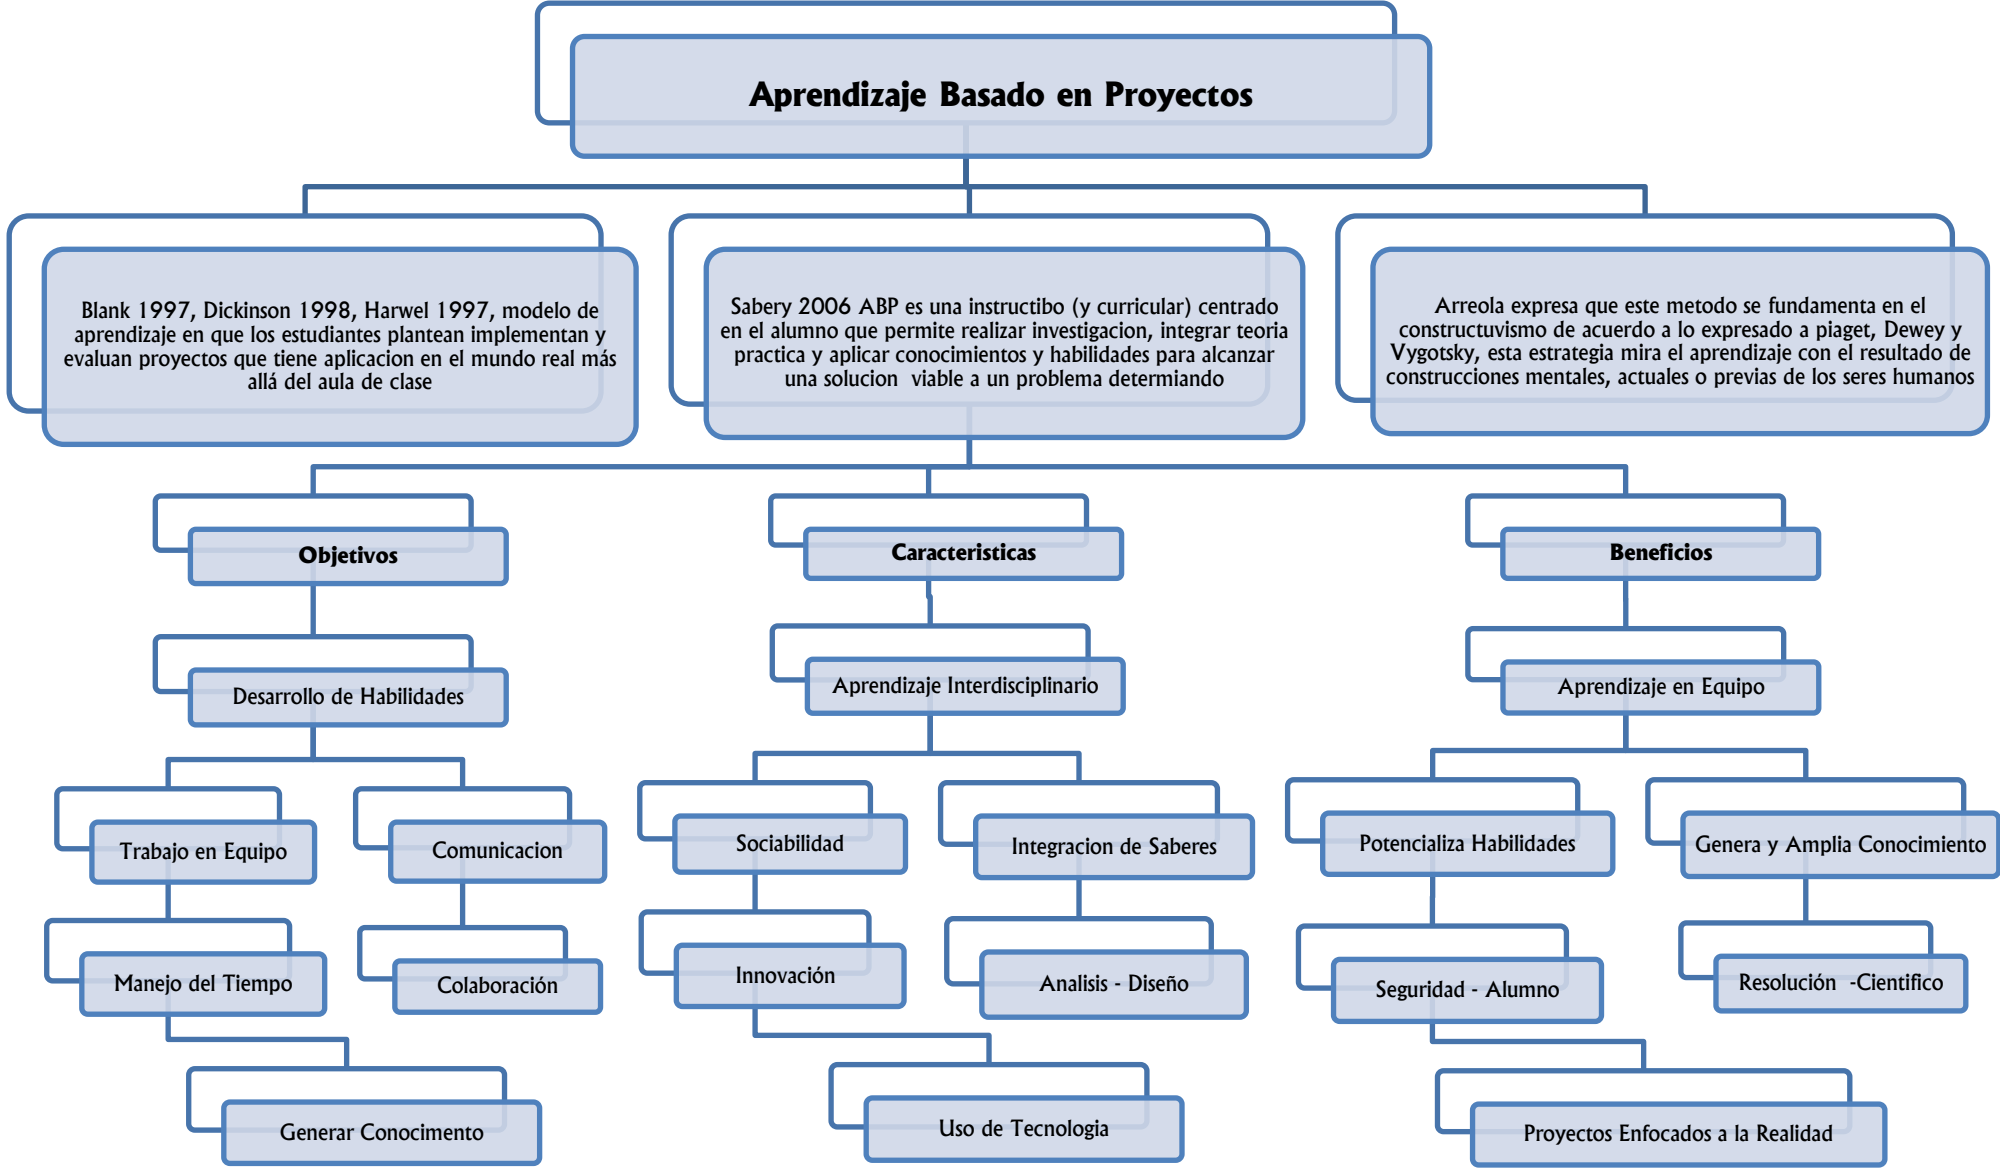 Aprendizaje Basado en Proyectos
Blank 1997, Dickinson 1998, Harwel 1997, modelo de
aprendizaje en que los estudiantes plantean implementan y
evaluan proyectos que tiene aplicacion en el mundo real más
allá del aula de clase
Sabery 2006 ABP es una instructibo (y curricular) centrado
en el alumno que permite realizar investigacion, integrar teoria
practica y aplicar conocimientos y habilidades para alcanzar
una solucion viable a un problema determiando
Arreola expresa que este metodo se fundamenta en el
constructuvismo de acuerdo a lo expresado a piaget, Dewey y
Vygotsky, esta estrategia mira el aprendizaje con el resultado de
construcciones mentales, actuales o previas de los seres humanos
Objetivos
Desarrollo de Habilidades
Trabajo en Equipo
Manejo del Tiempo
Generar Conocimento
Comunicacion
Colaboración
Caracteristicas
Aprendizaje Interdisciplinario
Sociabilidad
Innovación
Uso de Tecnologia
Integracion de Saberes
Analisis - Diseño
Beneficios
Aprendizaje en Equipo
Potencializa Habilidades
Seguridad - Alumno
Proyectos Enfocados a la Realidad
Genera y Amplia Conocimiento
Resolución -Cientifico